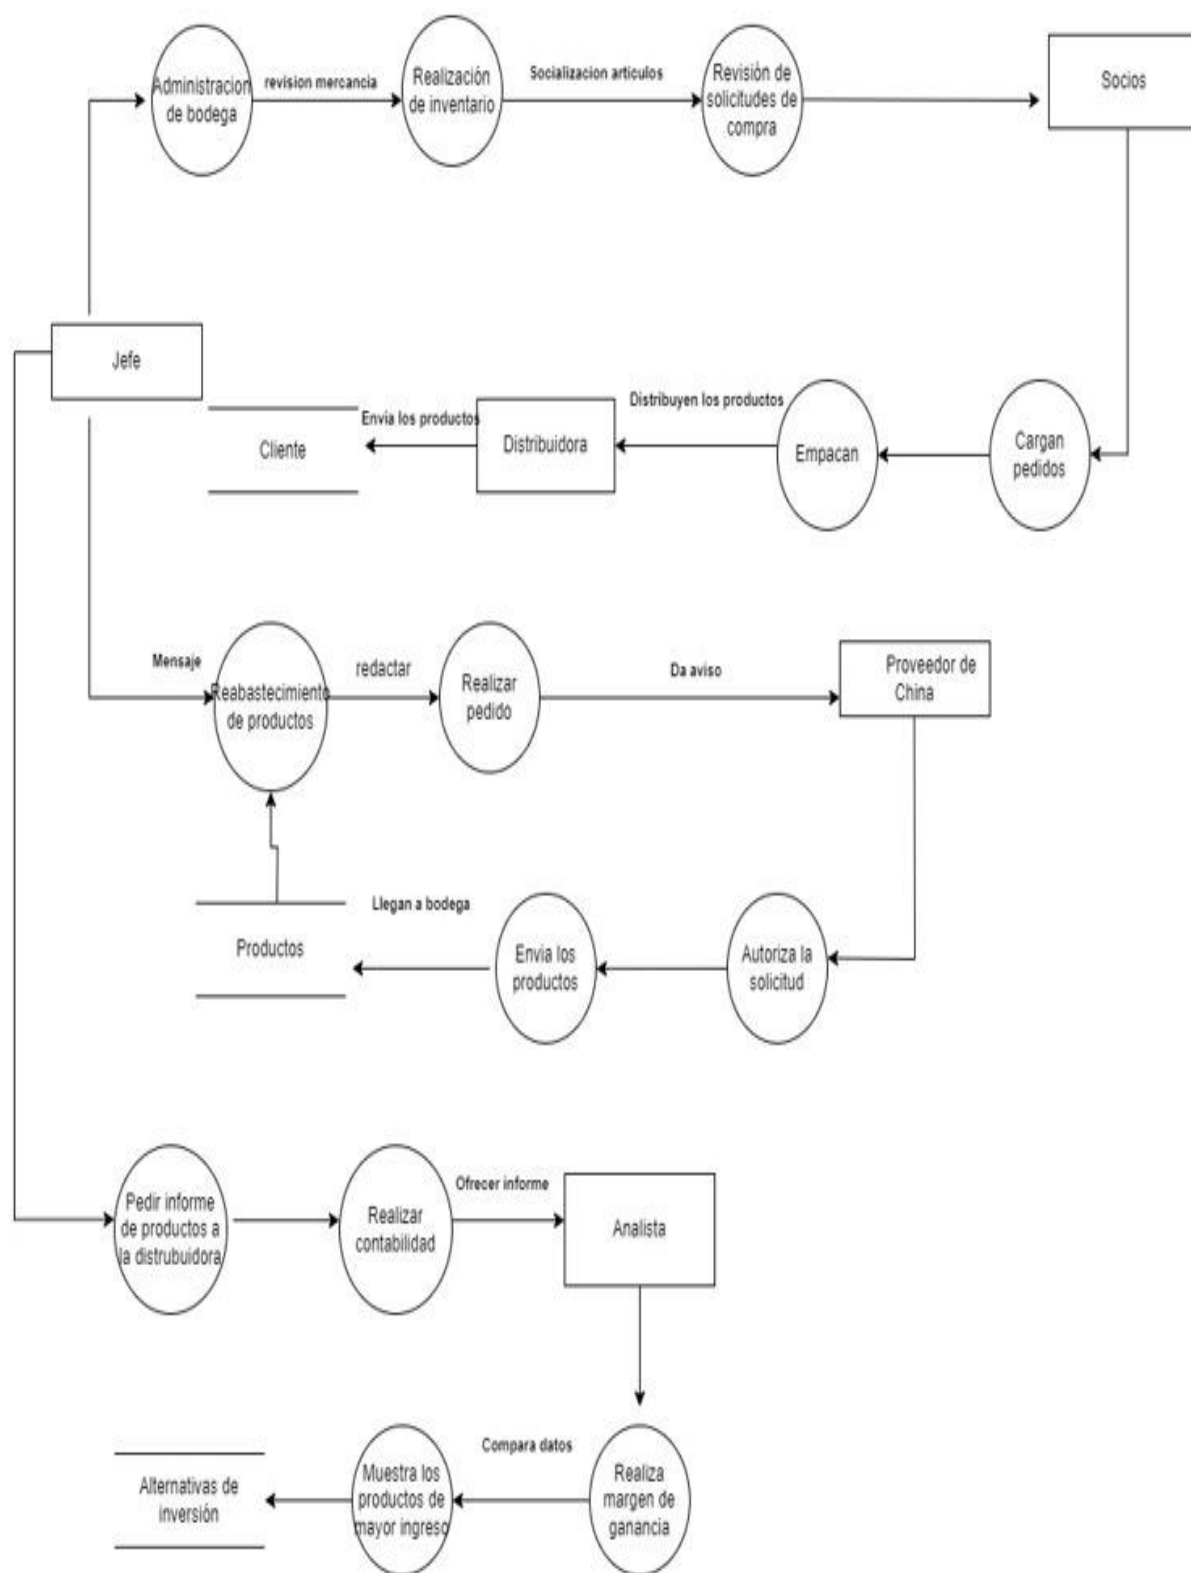 Administracion
de bodega
revision mercancia
Realización
de inventario
Socializacion articulos
Revisión de
solicitudes de
compra
Socios
Jefe
Cliente
Envia los productos
Distribuidora
Distribuyen los productos
Empacan
Cargan
pedidos
Mensaje
Reabastecimiento
de productos
redactar
Realizar
pedido
Da aviso
Proveedor de
China
Productos
Llegan a bodega
Envia los
productos
Autoriza la
solicitud
Pedir informe
de productos a
la distrubuidora
Realizar
contabilidad
Ofrecer informe
Analista
Alternativas de
inversión
Muestra los
productos de
mayor ingreso
Compara datos
Realiza
margen de
ganancia